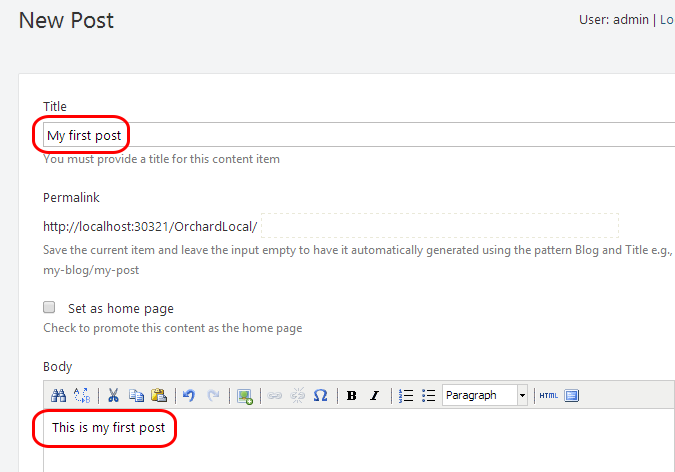 New Post
User: admin | Lo
Title
My first post
You must provide a title for this content item
Permalink
http://localhost:30321/OrchardLocal/
Save the current item and leave the input empty to have it automatically generated using the pattern Blog and Title e.g.,
my-blog/my-post
Set as home page
Check to promote this content as the home page
Body
B I Paragraph HTML
This is my first post